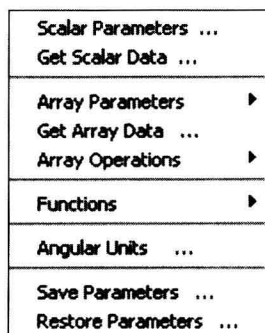 Scalar Parameters ...
Get Scalar Data ...
Array Parameters
Get Array Data ...
Array Operations
Functions
Angular Units ...
Save Parameters ...
Restore Parameters ...